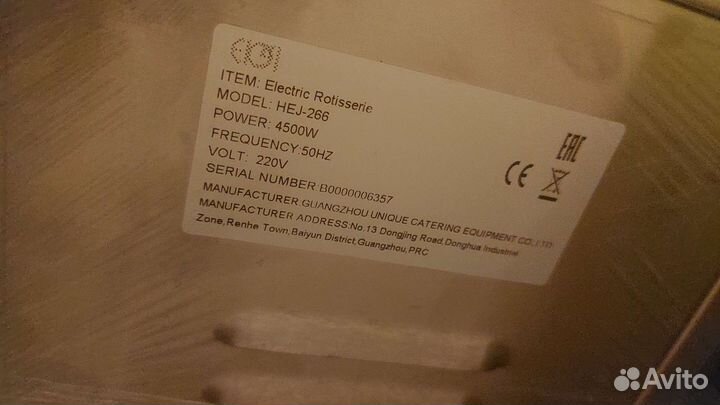 ITEM: Electric Rotisserie
MODEL: HEJ-266
POWER: 4500W
FREQUENCY:50HZ
VOLT: 220V
SERIAL NUMBER:B0000006357
MANUFACTURER:GUANGZHOU UNIQUE CATERING EQUIPMENT CO.,LTD
MANUFACTURER ADDRESS:No.13 Dongjing Road,Donghua Industriel
Zone,Renhe Town,Baiyun District,Guangzhou,PRC
EAC
CE
Avito